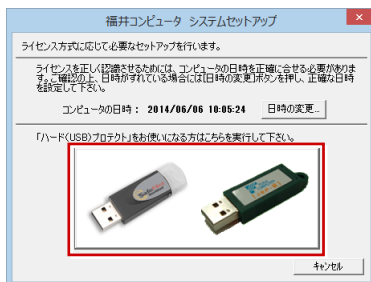 福井コンピュータ システムセットアップ
ライセンス方式に応じて必要なセットアップを行います。
ライセンスを正しく認識させるためには、コンピュータの日時を正確に合せる必要がありま
す。ご確認の上、日時がずれている場合には[日時の変更]ボタンを押し、正確な日時
を設定して下さい。
コンピュータの日時： 2014/06/06 10:05:24 日時の変更...
「ハード(USB)プロテクト」をお使いになる方はこちらを実行して下さい。
キャンセル